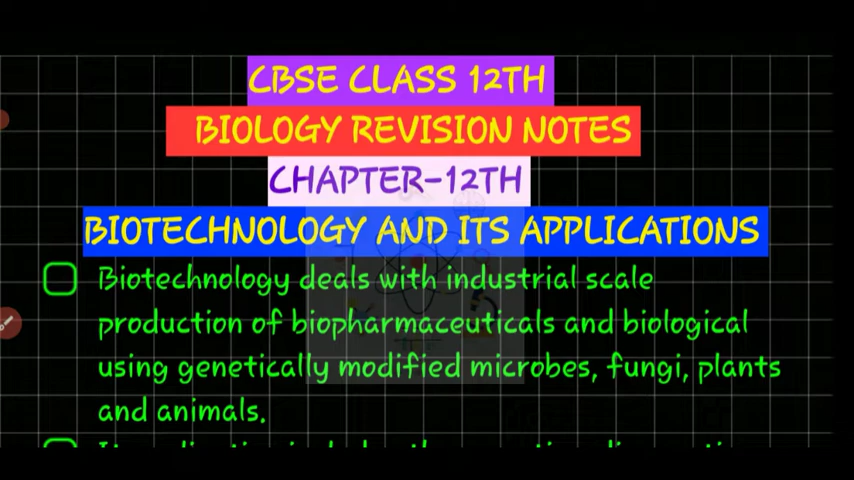 CBSE CLASS 12TH
BIOLOGY REVISION NOTES
CHAPTER-12TH
BIOTECHNOLOGY AND ITS APPLICATIONS
Biotechnology deals with industrial scale
production of biopharmaceuticals and biological
using genetically modified microbes, fungi, plants
and animals.